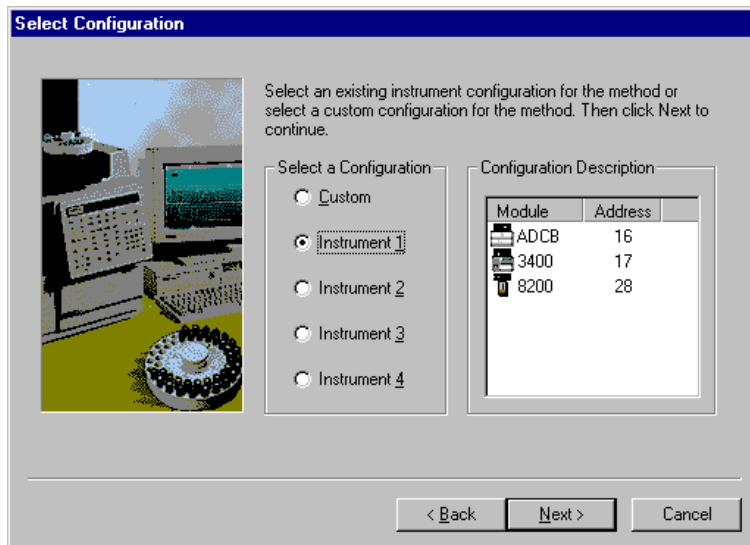 Select Configuration
Select an existing instrument configuration for the method or
select a custom configuration for the method. Then click Next to
continue.
Select a Configuration
Custom
Instrument 1
Instrument 2
Instrument 3
Instrument 4
Configuration Description
Module Address
ADCB 16
3400 17
8200 28
< Back Next > Cancel